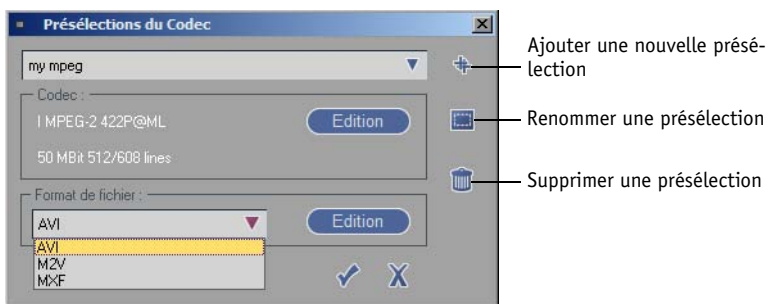 Présélections du Codec
my mpeg
Codec :
I MPEG-2 422P@ML
Edition
50 MBit 512/608 lines
Format de fichier :
AVI
Edition
AVI
M2V
MXF
Ajouter une nouvelle présé-
lection
Renommer une présélection
Supprimer une présélection